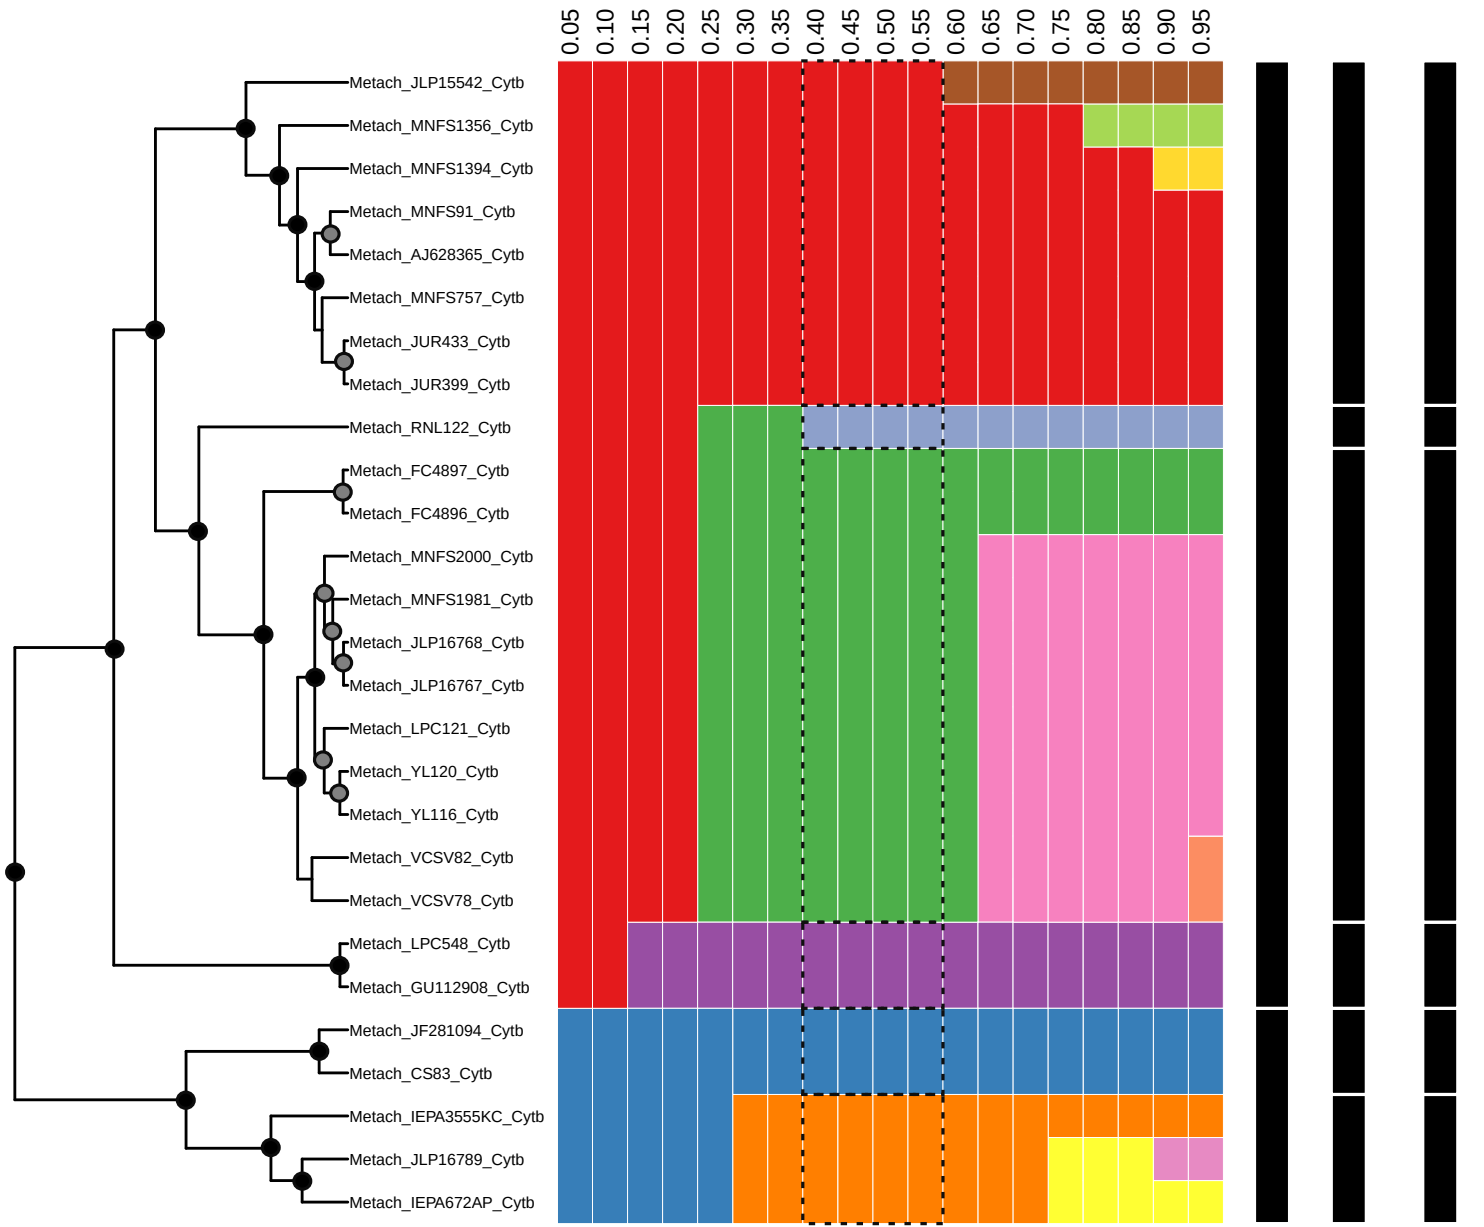 0.05 0.10 0.15 0.20 0.25 0.30 0.35 0.40 0.45 0.50 0.55 0.60 0.65 0.70 0.75 0.80 0.85 0.90 0.95
Metach_JLP15542_Cytb
Metach_MNFS1356_Cytb
Metach_MNFS1394_Cytb
Metach_MNFS91_Cytb
Metach_AJ628365_Cytb
Metach_MNFS757_Cytb
Metach_JUR433_Cytb
Metach_JUR399_Cytb
Metach_RNL122_Cytb
Metach_FC4897_Cytb
Metach_FC4896_Cytb
Metach_MNFS2000_Cytb
Metach_MNFS1981_Cytb
Metach_JLP16768_Cytb
Metach_JLP16767_Cytb
Metach_LPC121_Cytb
Metach_YL120_Cytb
Metach_YL116_Cytb
Metach_VCSV82_Cytb
Metach_VCSV78_Cytb
Metach_LPC548_Cytb
Metach_GU112908_Cytb
Metach_JF281094_Cytb
Metach_CS83_Cytb
Metach_IEPA3555KC_Cytb
Metach_JLP16789_Cytb
Metach_IEPA672AP_Cytb